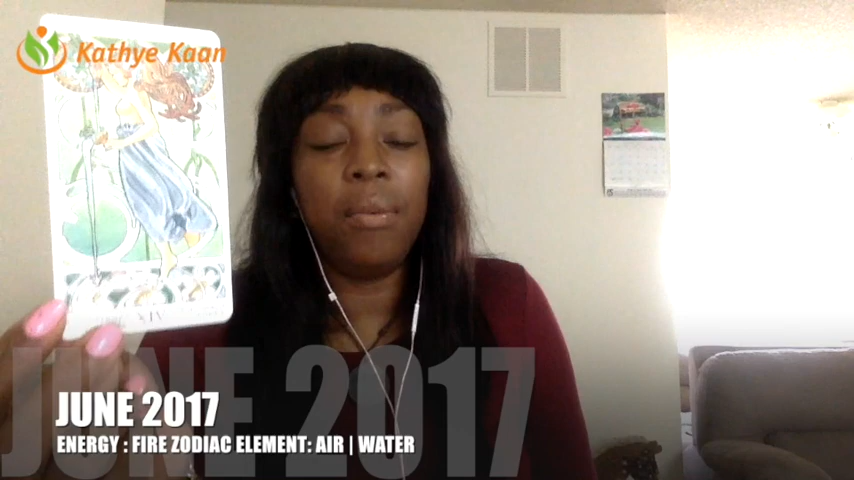 Kathye Kaan
JUNE 2017
JUNE 2017
ENERGY : FIRE ZODIAC ELEMENT: AIR | WATER